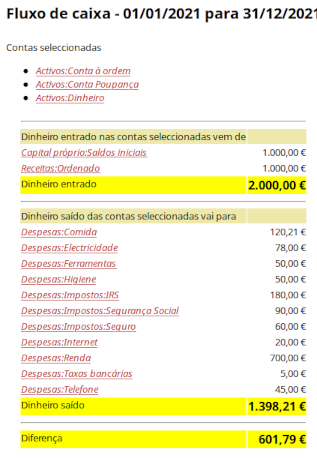 Fluxo de caixa - 01/01/2021 para 31/12/2021
Contas seleccionadas
Activos:Conta à ordem
Activos:Conta Poupança
Activos:Dinheiro
Dinheiro entrado nas contas selecionadas vem de
Capital próprio:Saldos iniciais 1.000,00 €
Receitas:Ordenado 1.000,00 €
Dinheiro entrado 2.000,00 €
Dinheiro saído das contas selecionadas vai para
Despesas:Comida 120,21 €
Despesas:Electricidade 78,00 €
Despesas:Ferramentas 50,00 €
Despesas:Higiene 50,00 €
Despesas:Impostos:IRS 180,00 €
Despesas:Impostos:Segurança Social 90,00 €
Despesas:Impostos:Seguro 60,00 €
Despesas:Internet 20,00 €
Despesas:Renda 700,00 €
Despesas:Taxas bancárias 5,00 €
Despesas:Telefone 45,00 €
Dinheiro saído 1.398,21 €
Diferença 601,79 €